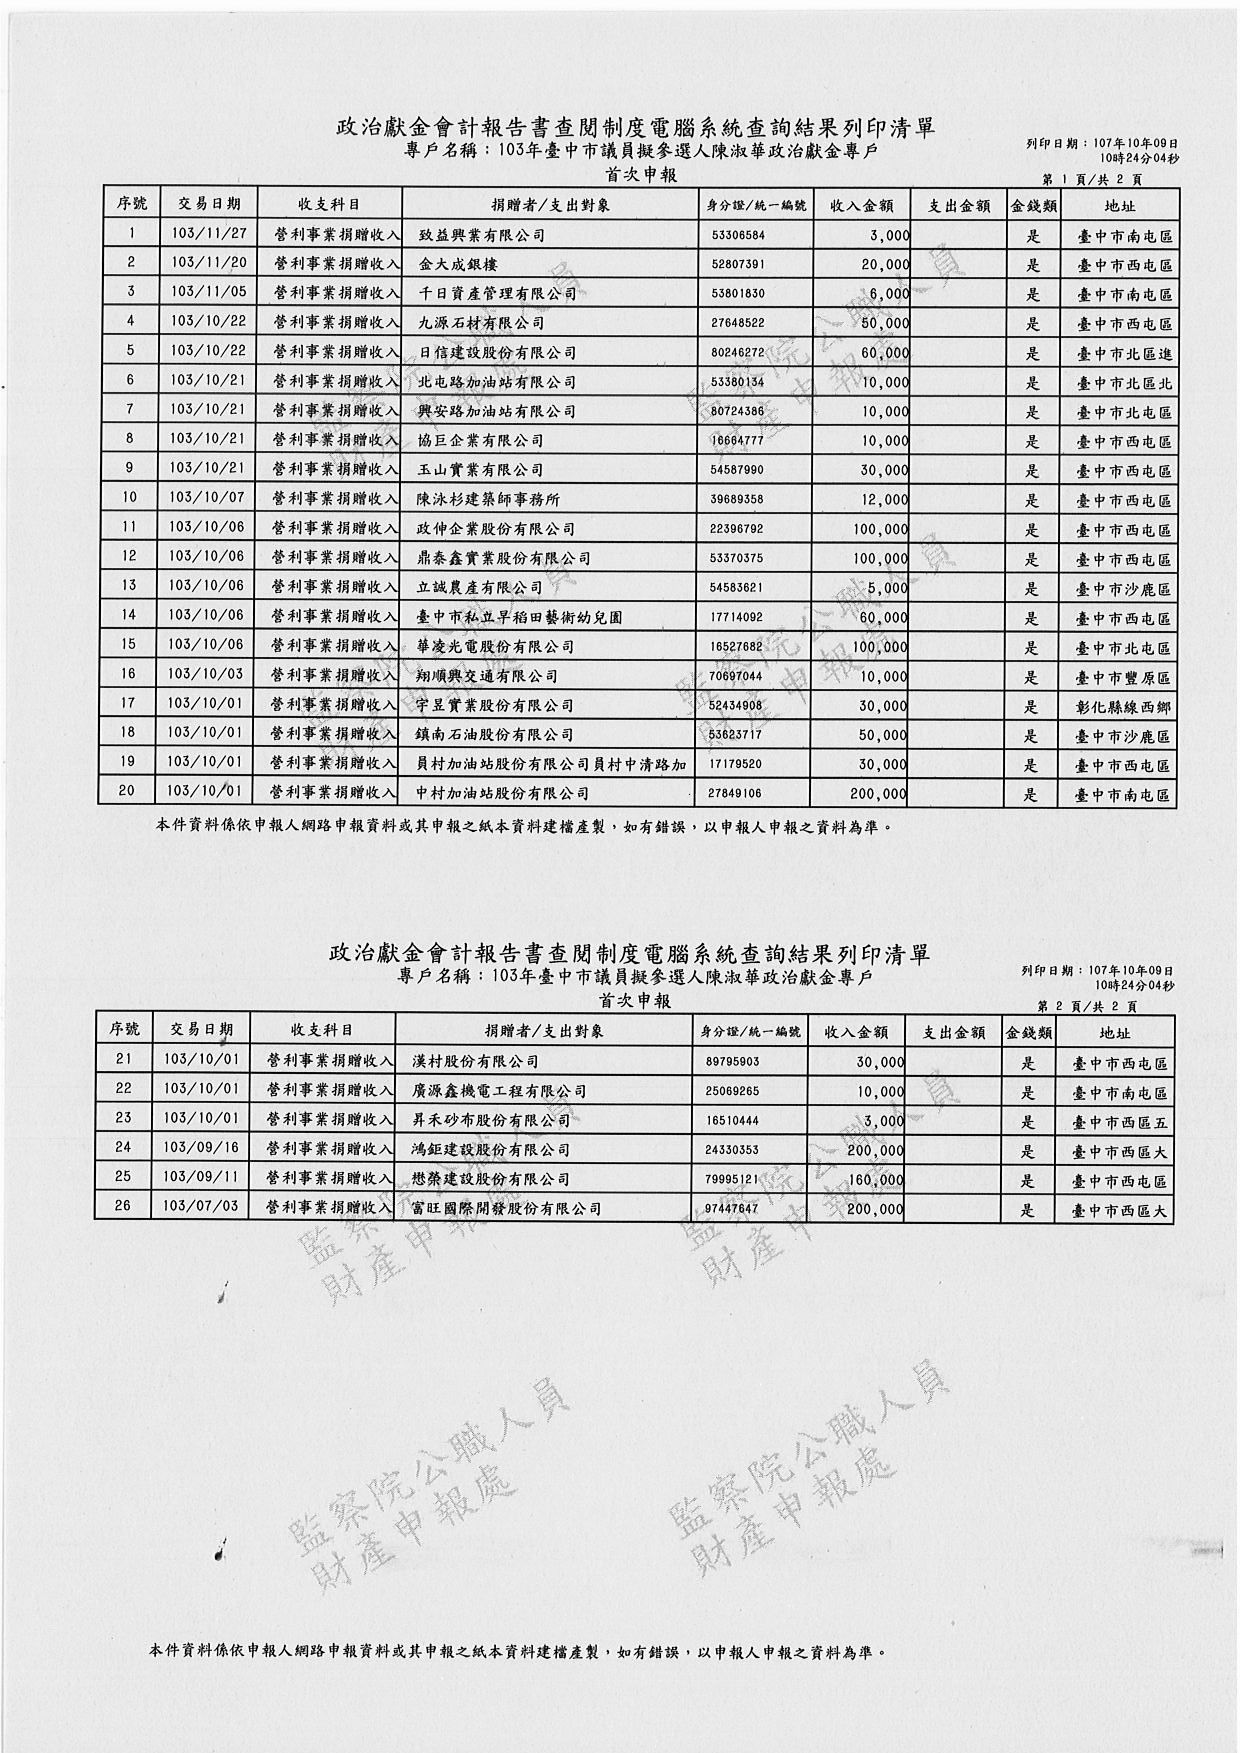 政治獻金會計報告書查閱制度電腦系統查詢結果列印清單
專戶名稱：103年臺中市議員擬參選人陳淑華政治獻金專戶
列印日期：107年10月09日
10時24分04秒
首次申報
第 1 頁/共 2 頁
序號 交易日期 收支科目 捐贈者/支出對象 身分證/統一編號 收入金額 支出金額 金錢類 地址
1 103/11/27 營利事業捐贈收入 致益興業有限公司 53306584 3,000 是 臺中市南屯區
2 103/11/20 營利事業捐贈收入 金大成銀樓 52807391 20,000 是 臺中市西屯區
3 103/11/05 營利事業捐贈收入 千日資產管理有限公司 53801830 6,000 是 臺中市南屯區
4 103/10/22 營利事業捐贈收入 九源石材有限公司 27648522 50,000 是 臺中市西屯區
5 103/10/22 營利事業捐贈收入 日信建設股份有限公司 80246272 60,000 是 臺中市北區進
6 103/10/21 營利事業捐贈收入 北屯路加油站有限公司 53380134 10,000 是 臺中市北區北
7 103/10/21 營利事業捐贈收入 興安路加油站有限公司 80724386 10,000 是 臺中市北屯區
8 103/10/21 營利事業捐贈收入 協巨企業有限公司 16664777 10,000 是 臺中市西屯區
9 103/10/21 營利事業捐贈收入 玉山實業有限公司 54587990 30,000 是 臺中市西屯區
10 103/10/07 營利事業捐贈收入 陳泳杉建築師事務所 39689358 12,000 是 臺中市西屯區
11 103/10/06 營利事業捐贈收入 政伸企業股份有限公司 22396792 100,000 是 臺中市西屯區
12 103/10/06 營利事業捐贈收入 鼎泰鑫實業股份有限公司 53370375 100,000 是 臺中市西屯區
13 103/10/06 營利事業捐贈收入 立誠農產有限公司 54583621 5,000 是 臺中市沙鹿區
14 103/10/06 營利事業捐贈收入 臺中市私立早稻田藝術幼兒園 17714092 60,000 是 臺中市西屯區
15 103/10/06 營利事業捐贈收入 華凌光電股份有限公司 16527682 100,000 是 臺中市北屯區
16 103/10/03 營利事業捐贈收入 翔順興交通有限公司 70697044 10,000 是 臺中市豐原區
17 103/10/01 營利事業捐贈收入 宇昱實業股份有限公司 52434908 30,000 是 彰化縣線西鄉
18 103/10/01 營利事業捐贈收入 鎮南石油股份有限公司 53623717 50,000 是 臺中市沙鹿區
19 103/10/01 營利事業捐贈收入 員村加油站股份有限公司員村中清路加 17179520 30,000 是 臺中市西屯區
20 103/10/01 營利事業捐贈收入 中村加油站股份有限公司 27849106 200,000 是 臺中市南屯區
本件資料係依申報人網路申報資料或其申報之紙本資料建檔產製，如有錯誤，以申報人申報之資料為準。
政治獻金會計報告書查閱制度電腦系統查詢結果列印清單
專戶名稱：103年臺中市議員擬參選人陳淑華政治獻金專戶
列印日期：107年10月09日
10時24分04秒
首次申報
第 2 頁/共 2 頁
序號 交易日期 收支科目 捐贈者/支出對象 身分證/統一編號 收入金額 支出金額 金錢類 地址
21 103/10/01 營利事業捐贈收入 漢村股份有限公司 89795903 30,000 是 臺中市西屯區
22 103/10/01 營利事業捐贈收入 廣源鑫機電工程有限公司 25069265 10,000 是 臺中市南屯區
23 103/10/01 營利事業捐贈收入 昇禾砂布股份有限公司 16510444 3,000 是 臺中市西區五
24 103/09/16 營利事業捐贈收入 鴻鉅建設股份有限公司 24330353 200,000 是 臺中市西區大
25 103/09/11 營利事業捐贈收入 懋榮建設股份有限公司 79995121 160,000 是 臺中市西屯區
26 103/07/03 營利事業捐贈收入 富旺國際開發股份有限公司 97447647 200,000 是 臺中市西區大
監察院公職人員
財產申報處
監察院公職人員
財產申報處
本件資料係依申報人網路申報資料或其申報之紙本資料建檔產製，如有錯誤，以申報人申報之資料為準。